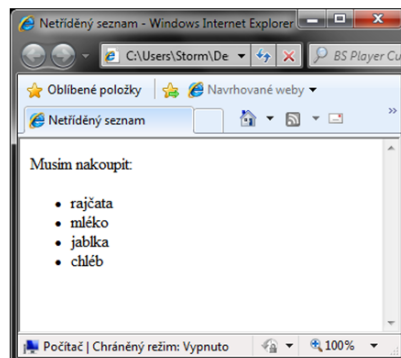 Netříděný seznam - Windows Internet Explorer
C:\Users\Storm\De
BS Player Cu
Oblíbené položky
Navrhované weby
Netříděný seznam
»
Musím nakoupit:
• rajčata
• mléko
• jablka
• chléb
Počítač | Chráněný režim: Vypnuto
100%